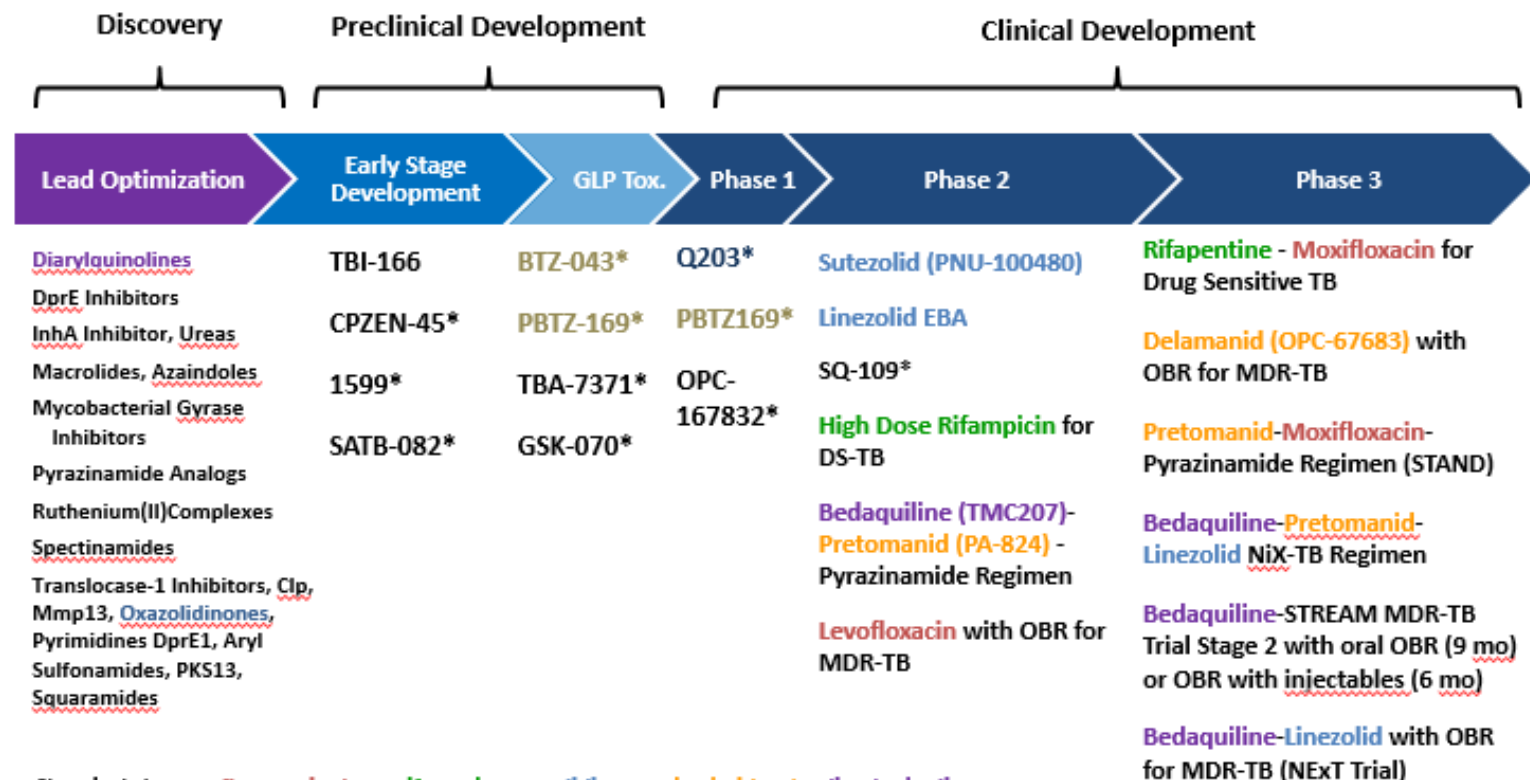 Discovery
Preclinical Development
Clinical Development
Lead Optimization
Early Stage
Development
GLP Tox.
Phase 1
Phase 2
Phase 3
Diarylquinolines
DprE Inhibitors
InhA Inhibitor, Ureas
Macrolides, Azaindoles
Mycobacterial Gyrase
Inhibitors
Pyrazinamide Analogs
Ruthenium(II)Complexes
Spectinamides
Translocase-1 Inhibitors, Clp,
Mmp13, Oxazolidinones,
Pyrimidines DprE1, Aryl
Sulfonamides, PKS13,
Squaramides
TBI-166
CPZEN-45*
1599*
SATB-082*
BTZ-043*
PBTZ-169*
TBA-7371*
GSK-070*
Q203*
PBTZ169*
OPC-
167832*
Sutezolid (PNU-100480)
Linezolid EBA
SQ-109*
High Dose Rifampicin for
DS-TB
Bedaquiline (TMC207)-
Pretomanid (PA-824) -
Pyrazinamide Regimen
Levofloxacin with OBR for
MDR-TB
Rifapentine - Moxifloxacin for
Drug Sensitive TB
Delamanid (OPC-67683) with
OBR for MDR-TB
Pretomanid-Moxifloxacin-
Pyrazinamide Regimen (STAND)
Bedaquiline-Pretomanid-
Linezolid NiX-TB Regimen
Bedaquiline-STREAM MDR-TB
Trial Stage 2 with oral OBR (9 mo)
or OBR with injectables (6 mo)
Bedaquiline-Linezolid with OBR
for MDR-TB (NExT Trial)